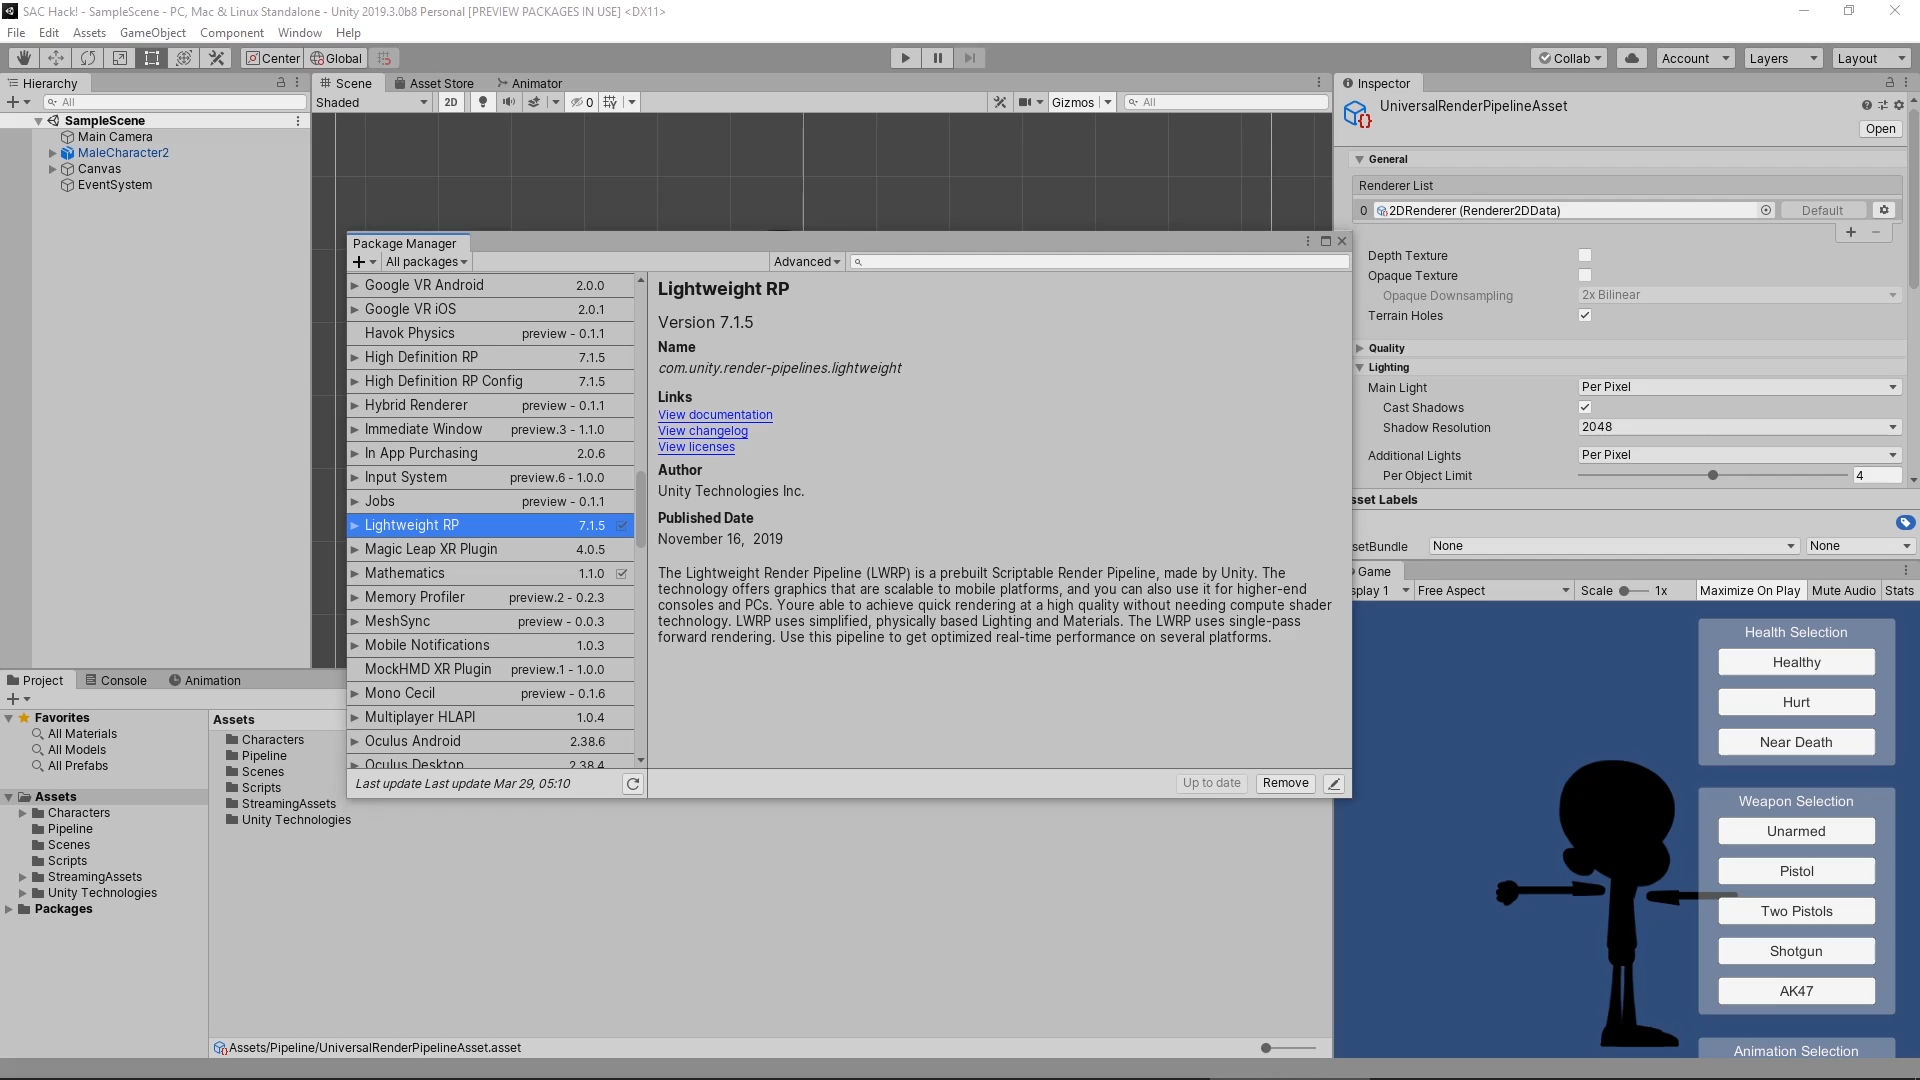 SAC Hack! - SampleScene - PC, Mac & Linux Standalone - Unity 2019.3.0b8 Personal [PREVIEW PACKAGES IN USE] <DX11>
File Edit Assets GameObject Component Window Help
Center Global Collab Account Layers Layout
Hierarchy
All
SampleScene
Main Camera
MaleCharacter2
Canvas
EventSystem
Scene Asset Store Animator
Shaded 2D 0 Gizmos All
Package Manager
All packages Advanced
Google VR Android 2.0.0
Google VR iOS 2.0.1
Havok Physics preview - 0.1.1
High Definition RP 7.1.5
High Definition RP Config 7.1.5
Hybrid Renderer preview - 0.1.1
Immediate Window preview.3 - 1.1.0
In App Purchasing 2.0.6
Input System preview.6 - 1.0.0
Jobs preview - 0.1.1
Lightweight RP 7.1.5
Magic Leap XR Plugin 4.0.5
Mathematics 1.1.0
Memory Profiler preview.2 - 0.2.3
MeshSync preview - 0.0.3
Mobile Notifications 1.0.3
MockHMD XR Plugin preview.1 - 1.0.0
Mono Cecil preview - 0.1.6
Multiplayer HLAPI 1.0.4
Oculus Android 2.38.6
Oculus Desktop 2.38.4
Last update Last update Mar 29, 05:10
Lightweight RP
Version 7.1.5
Name
com.unity.render-pipelines.lightweight
Links
View documentation
View changelog
View licenses
Author
Unity Technologies Inc.
Published Date
November 16, 2019
The Lightweight Render Pipeline (LWRP) is a prebuilt Scriptable Render Pipeline, made by Unity. The
technology offers graphics that are scalable to mobile platforms, and you can also use it for higher-end
consoles and PCs. Youre able to achieve quick rendering at a high quality without needing compute shader
technology. LWRP uses simplified, physically based Lighting and Materials. The LWRP uses single-pass
forward rendering. Use this pipeline to get optimized real-time performance on several platforms.
Up to date Remove
Inspector
UniversalRenderPipelineAsset
Open
General
Renderer List
0 2DRenderer (Renderer2DData) Default
Depth Texture
Opaque Texture
Opaque Downsampling 2x Bilinear
Terrain Holes
Quality
Lighting
Main Light Per Pixel
Cast Shadows
Shadow Resolution 2048
Additional Lights Per Pixel
Per Object Limit 4
sset Labels
setBundle None None
Game
splay 1 Free Aspect Scale 1x Maximize On Play Mute Audio Stats
Health Selection
Healthy
Hurt
Near Death
Weapon Selection
Unarmed
Pistol
Two Pistols
Shotgun
AK47
Animation Selection
Project Console Animation
Favorites
All Materials
All Models
All Prefabs
Assets
Characters
Pipeline
Scenes
Scripts
StreamingAssets
Unity Technologies
Packages
Assets
Characters
Pipeline
Scenes
Scripts
StreamingAssets
Unity Technologies
Assets/Pipeline/UniversalRenderPipelineAsset.asset